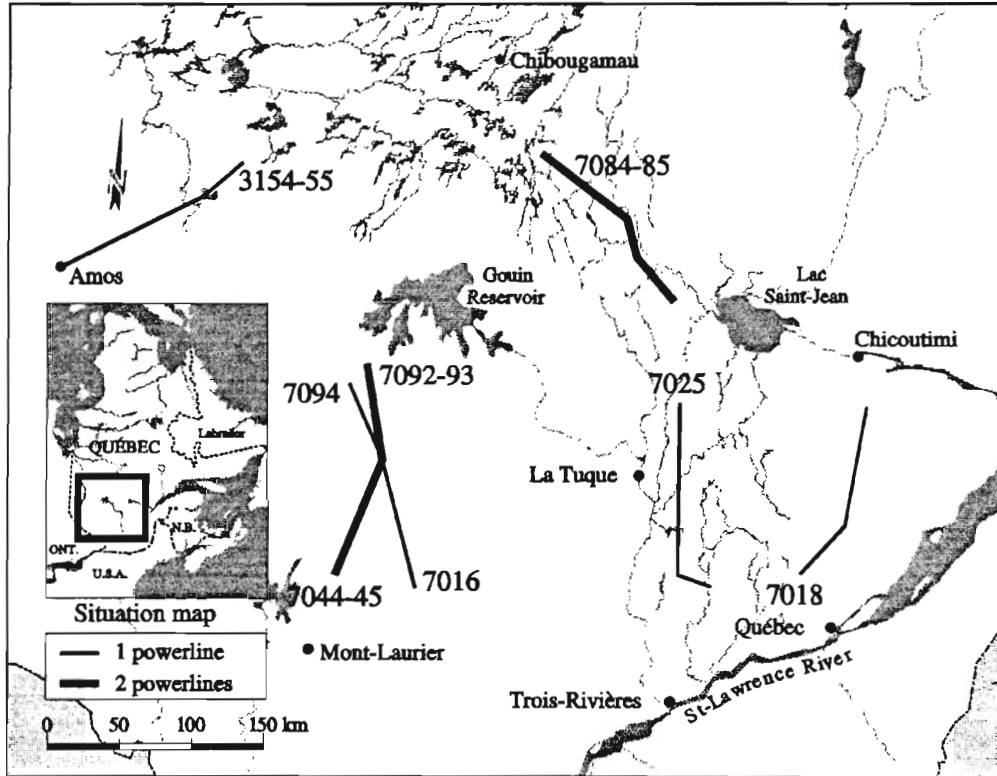 Chibougamau
3154-55
7084-85
Amos
Gouin
Reservoir
Lac
Saint-Jean
Chicoutimi
7092-93
7094
7025
La Tuque
7044-45
7016
7018
Québec
Mont-Laurier
Trois-Rivières
St-Lawrence River
N
QUÉBEC
Labrador
N.B.
ONT.
U.S.A.
Situation map
1 powerline
2 powerlines
0 50 100 150 km